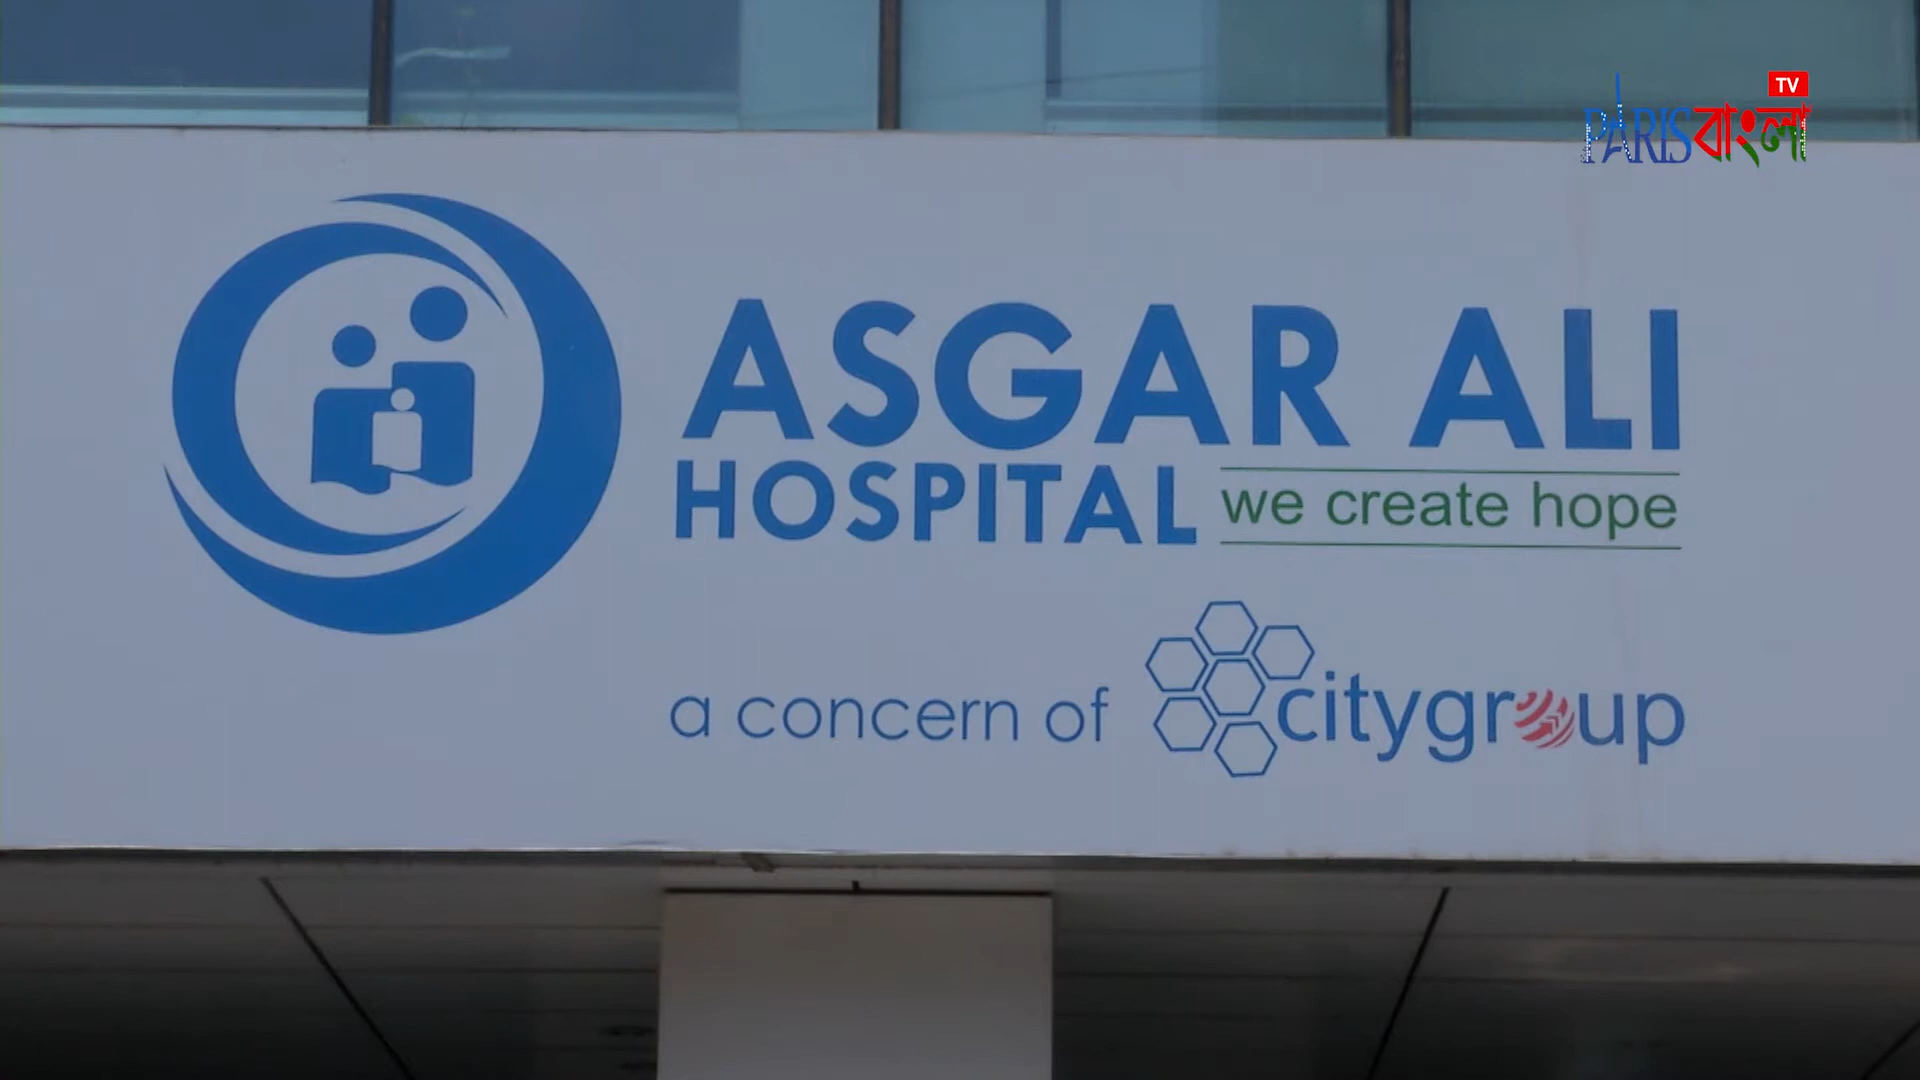 TV
PARISবাংলা
ASGAR ALI
HOSPITAL we create hope
a concern of citygroup